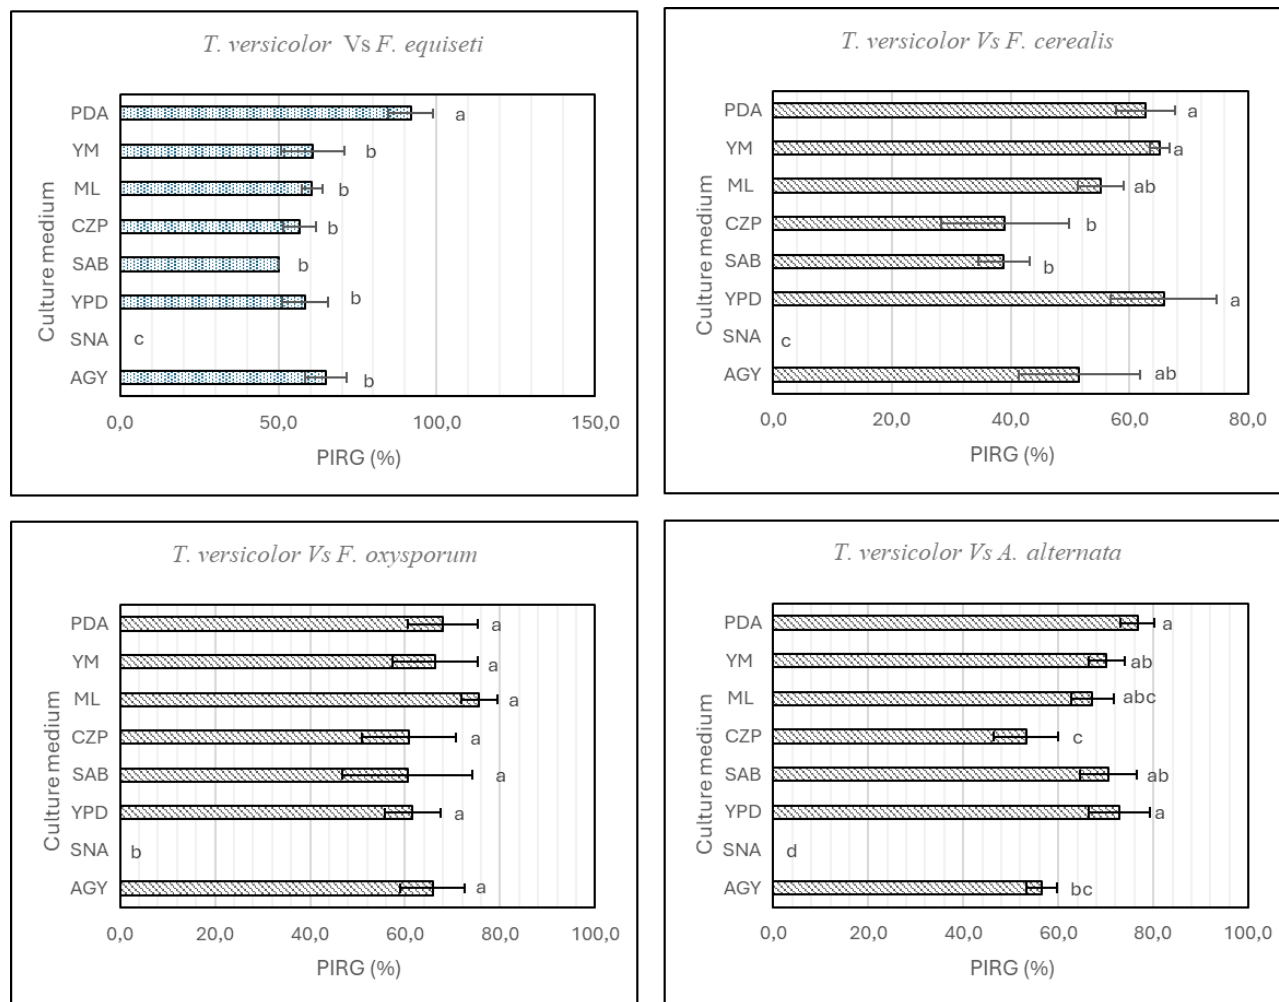 T. versicolor Vs F. equiseti
Culture medium
PDA a
YM b
ML b
CZP b
SAB b
YPD b
SNA c
AGY b
0,0 50,0 100,0 150,0
PIRG (%)
T. versicolor Vs F. cerealis
Culture medium
PDA a
YM a
ML ab
CZP b
SAB b
YPD a
SNA c
AGY ab
0,0 20,0 40,0 60,0 80,0
PIRG (%)
T. versicolor Vs F. oxysporum
Culture medium
PDA a
YM a
ML a
CZP a
SAB a
YPD a
SNA b
AGY a
0,0 20,0 40,0 60,0 80,0 100,0
PIRG (%)
T. versicolor Vs A. alternata
Culture medium
PDA a
YM ab
ML abc
CZP c
SAB ab
YPD a
SNA d
AGY bc
0,0 20,0 40,0 60,0 80,0 100,0
PIRG (%)